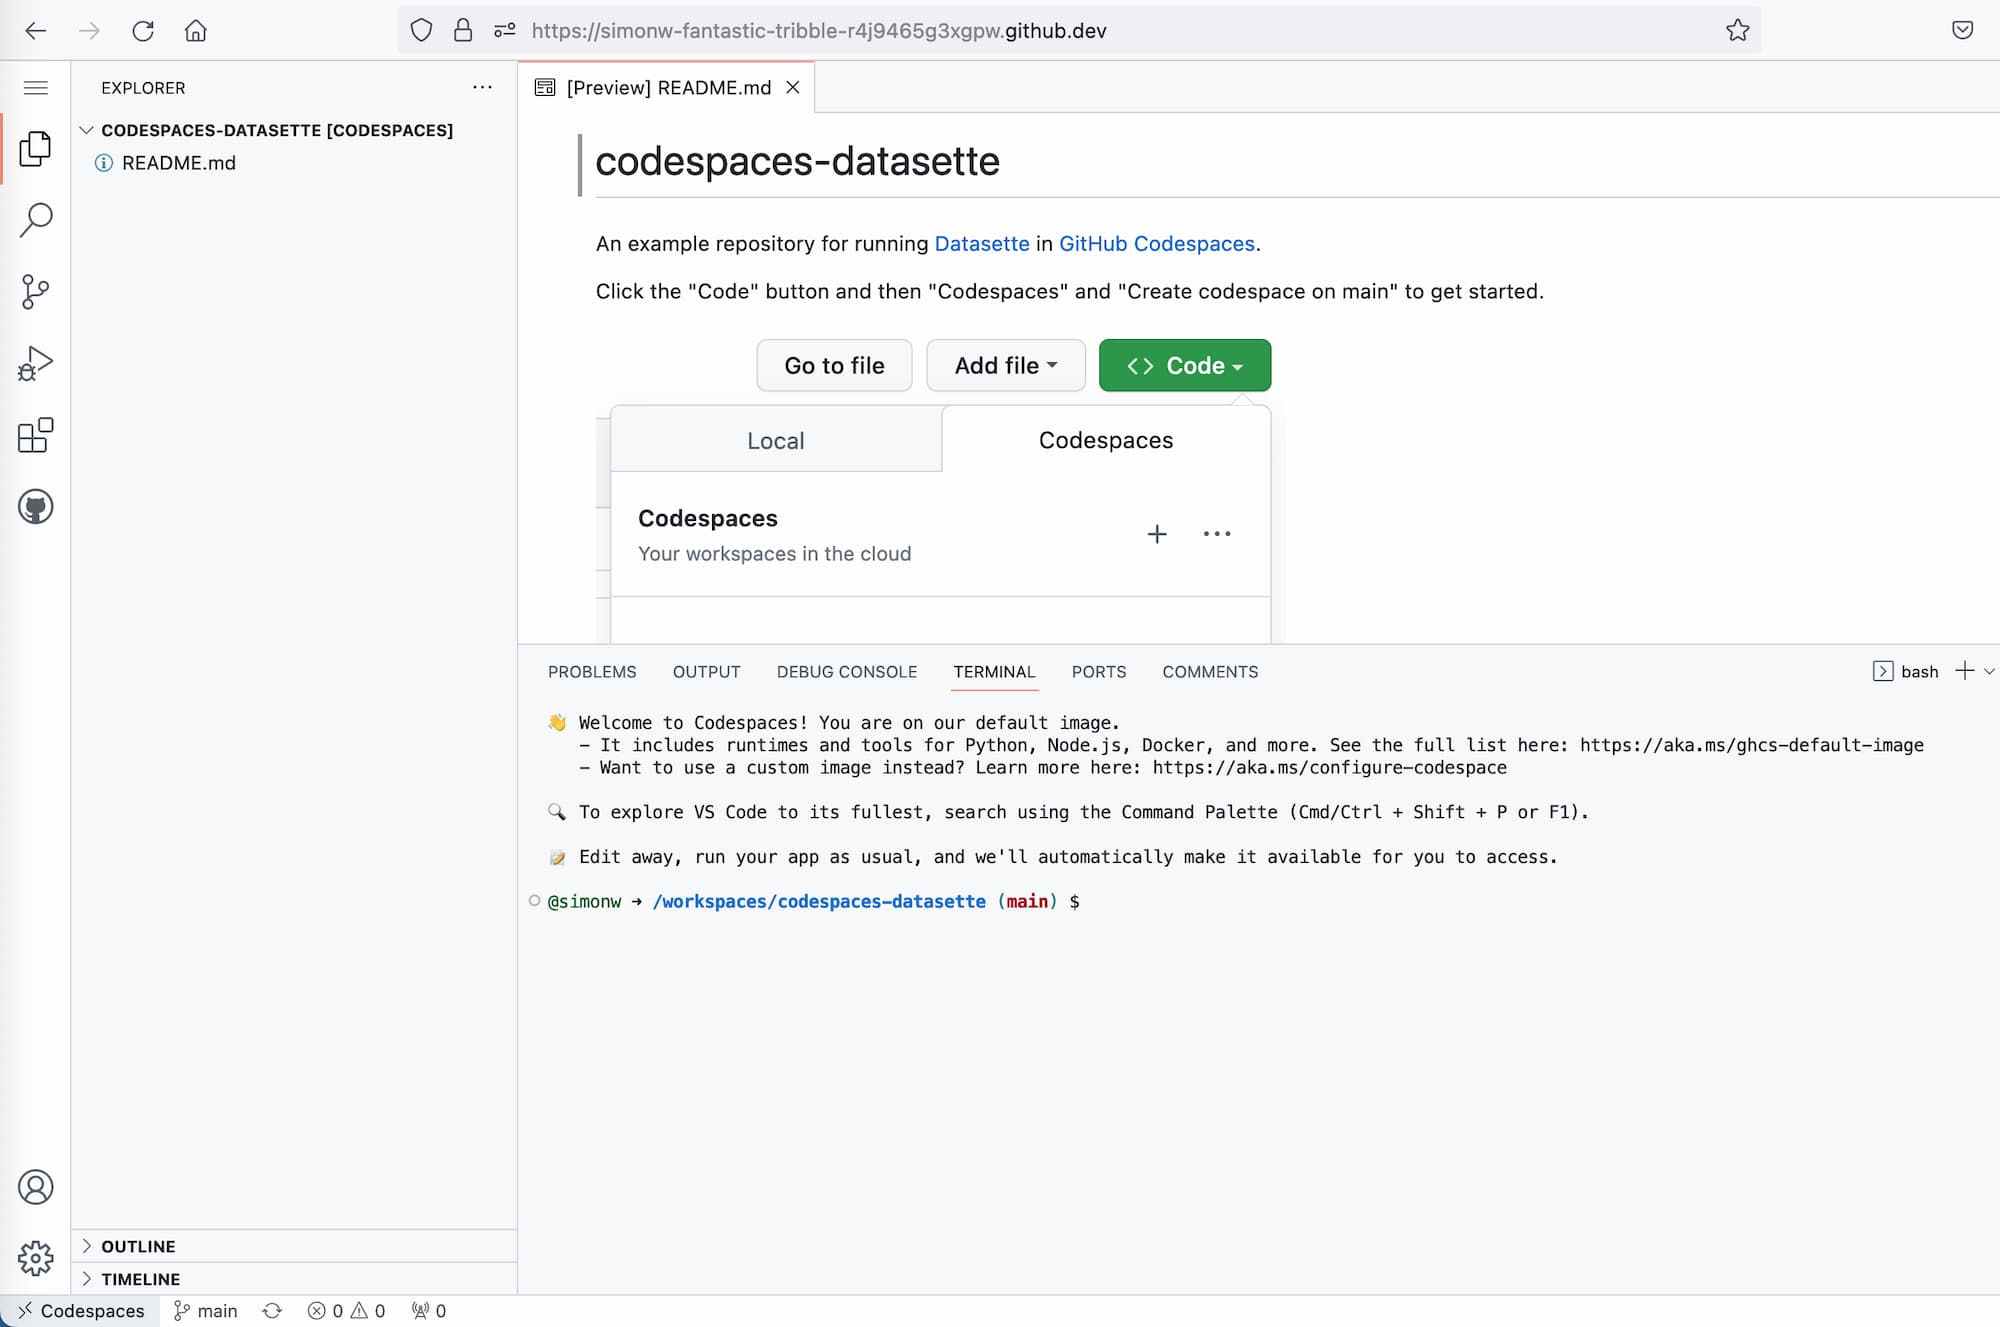 https://simonw-fantastic-tribble-r4j9465g3xgpw.github.dev
EXPLORER
CODESPACES-DATASETTE [CODESPACES]
README.md
OUTLINE
TIMELINE
[Preview] README.md
codespaces-datasette
An example repository for running Datasette in GitHub Codespaces.
Click the "Code" button and then "Codespaces" and "Create codespace on main" to get started.
Go to file Add file <> Code
Local Codespaces
Codespaces
Your workspaces in the cloud
PROBLEMS OUTPUT DEBUG CONSOLE TERMINAL PORTS COMMENTS bash
👋 Welcome to Codespaces! You are on our default image.
- It includes runtimes and tools for Python, Node.js, Docker, and more. See the full list here: https://aka.ms/ghcs-default-image
- Want to use a custom image instead? Learn more here: https://aka.ms/configure-codespace
🔍 To explore VS Code to its fullest, search using the Command Palette (Cmd/Ctrl + Shift + P or F1).
📝 Edit away, run your app as usual, and we'll automatically make it available for you to access.
@simonw → /workspaces/codespaces-datasette (main) $
Codespaces main 0 0 0